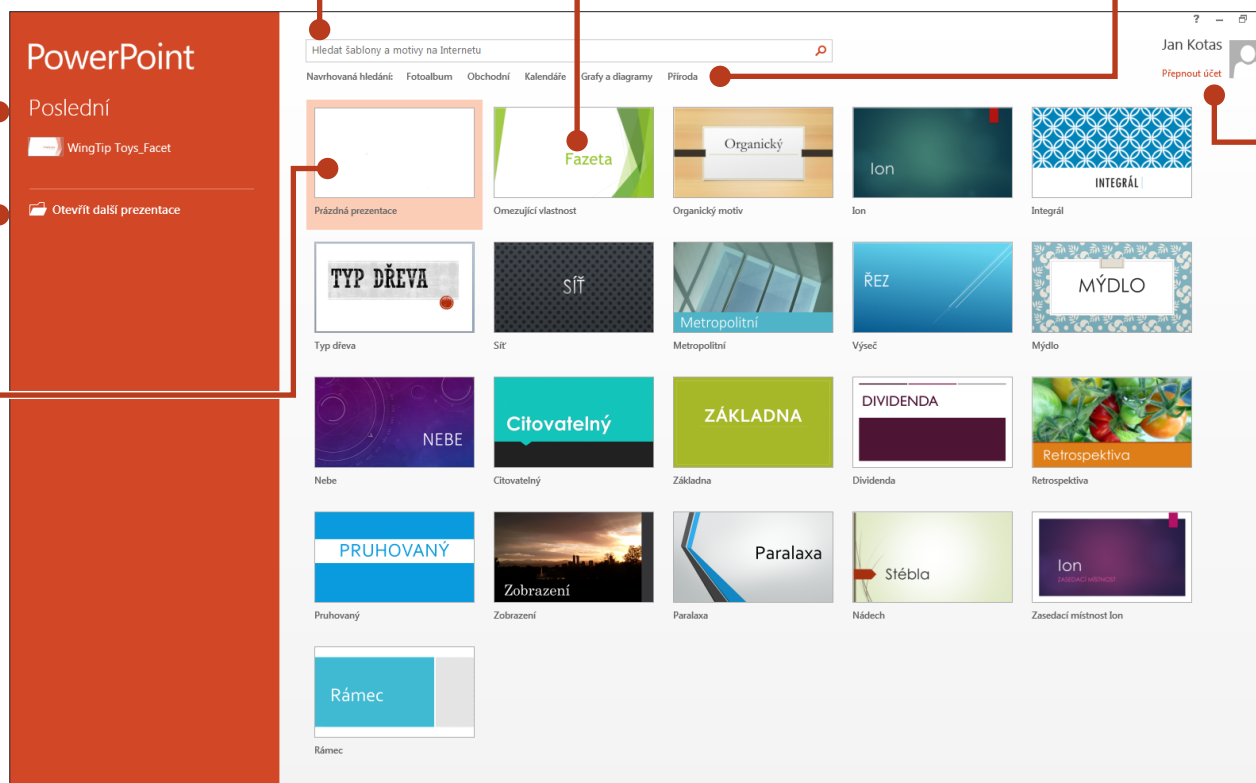 ?
PowerPoint
Poslední
WingTip Toys_Facet
Otevřít další prezentace
Hledat šablony a motivy na Internetu
Navrhovaná hledání: Fotoalbum Obchodní Kalendáře Grafy a diagramy Příroda
Jan Kotas
Přepnout účet
Prázdná prezentace
Fazeta
Omezující vlastnost
Organický
Organický motiv
Ion
Ion
INTEGRÁL
Integrál
TYP DŘEVA
Typ dřeva
SÍŤ
Síť
Metropolitní
Metropolitní
ŘEZ
Výseč
MÝDLO
Mýdlo
NEBE
Nebe
Citovatelný
Citovatelný
ZÁKLADNA
Základna
DIVIDENDA
Dividenda
Retrospektiva
Retrospektiva
PRUHOVANÝ
Pruhovaný
Zobrazení
Zobrazení
Paralaxa
Paralaxa
Stébla
Nádech
Ion
ZASEDACÍ MÍSTNOST
Zasedací místnost Ion
Rámec
Rámec